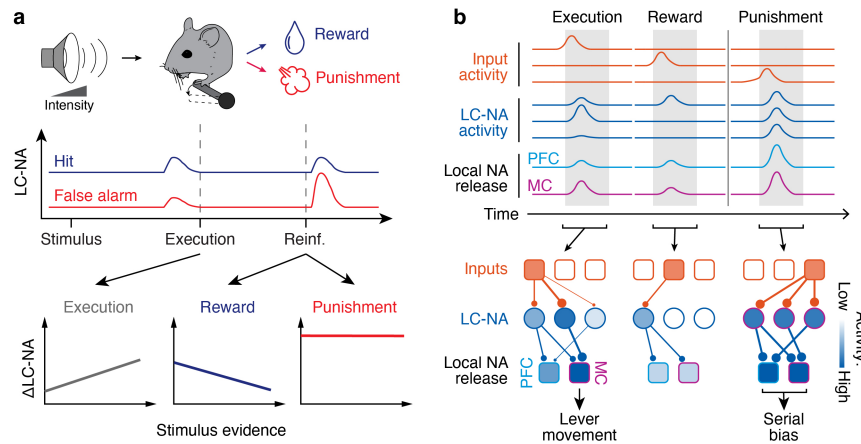 a
Reward
Punishment
Intensity
LC-NA
Hit
False alarm
Stimulus
Execution
Reinf.
Execution
Reward
Punishment
ΔLC-NA
Stimulus evidence
b
Execution
Reward
Punishment
Input
activity
LC-NA
activity
Local NA
release
PFC
MC
Time
Inputs
LC-NA
Local NA
release
PFC
MC
Lever
movement
Serial
bias
Low
High
Activity: